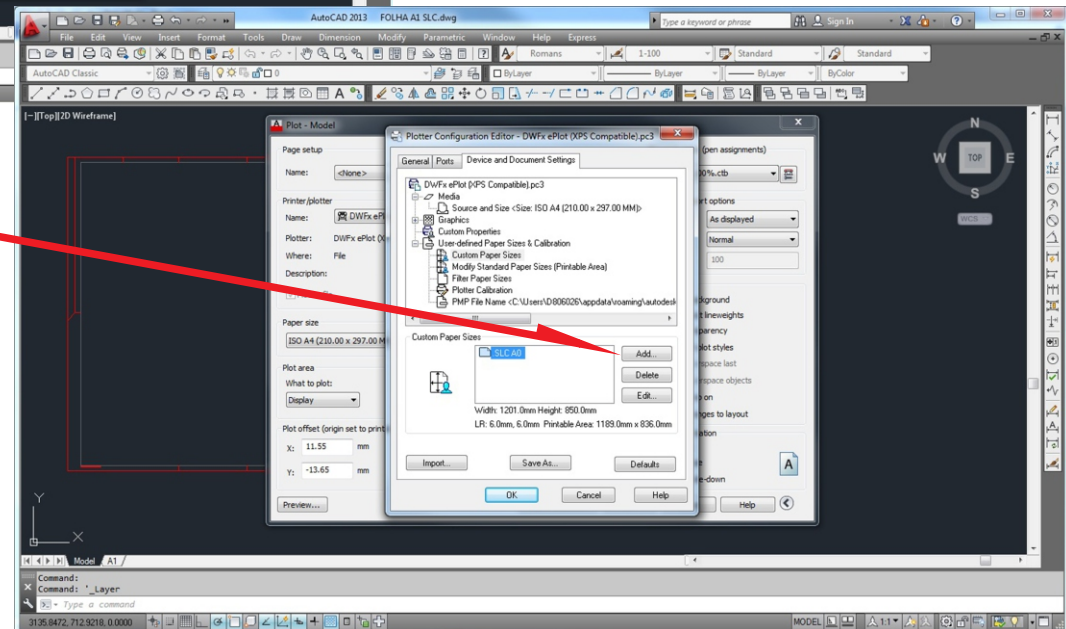 AutoCAD 2013 FOLHA A1 SLC.dwg
Type a keyword or phrase
Sign In
File Edit View Insert Format Tools Draw Dimension Modify Parametric Window Help Express
Romans 1-100 Standard Standard
AutoCAD Classic 0 ByLayer ByLayer ByLayer ByColor
[-][Top][2D Wireframe]
N
W TOP E
S
WCS
Plot - Model
Page setup
Name: <None>
Printer/plotter
Name: DWFx eP
Plotter: DWFx ePlot (X
Where: File
Description:
Paper size
ISO A4 (210.00 x 297.00 M
Plot area
What to plot:
Display
Plot offset (origin set to print
X: 11.55 mm
Y: -13.65 mm
Preview...
Plotter Configuration Editor - DWFx ePlot (XPS Compatible).pc3
General Ports Device and Document Settings
DWFx ePlot (XPS Compatible).pc3
Media
Source and Size <Size: ISO A4 (210.00 x 297.00 MM)>
Graphics
Custom Properties
User-defined Paper Sizes & Calibration
Custom Paper Sizes
Modify Standard Paper Sizes (Printable Area)
Filter Paper Sizes
Plotter Calibration
PMP File Name <C:\Users\D806026\appdata\roaming\autodesk
Custom Paper Sizes
SLC A0
Add...
Delete
Edit...
Width: 1201.0mm Height: 850.0mm
LR: 6.0mm, 6.0mm Printable Area: 1189.0mm x 836.0mm
Import... Save As... Defaults
OK Cancel Help
(pen assignments)
00%.ctb
rt options
As displayed
Normal
100
kground
t lineweights
parency
lot styles
space last
rspace objects
p on
nges to layout
ation
A
e-down
Help
Y
X
Model A1
Command:
Command: '_Layer
Type a command
3135.8472, 712.9218, 0.0000
MODEL
1:1